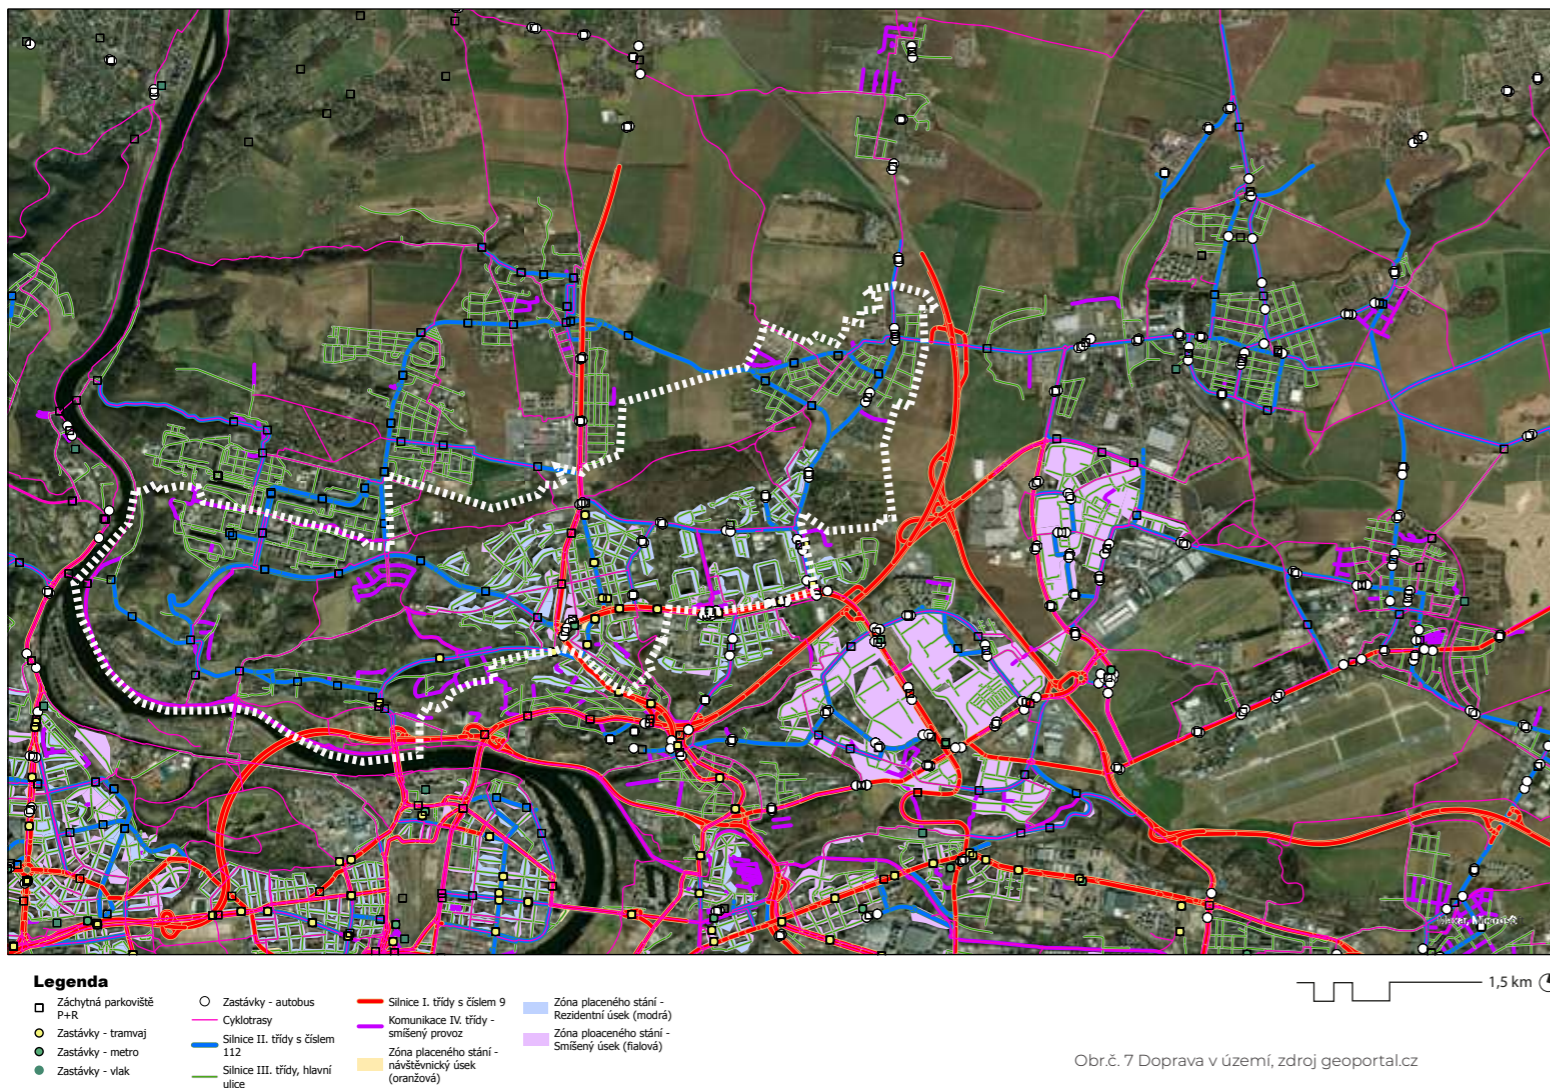 Legenda
Záchytná parkoviště
P+R
Zastávky - tramvaj
Zastávky - metro
Zastávky - vlak
Zastávky - autobus
Cyklotrasy
Silnice II. třídy s číslem
112
Silnice III. třídy, hlavní
ulice
Silnice I. třídy s číslem 9
Komunikace IV. třídy -
smíšený provoz
Zóna placeného stání -
návštěvnický úsek
(oranžová)
Zóna placeného stání -
Rezidentní úsek (modrá)
Zóna ploaceného stání -
Smíšený úsek (fialová)
1,5 km
Obr.č. 7 Doprava v území, zdroj geoportal.cz